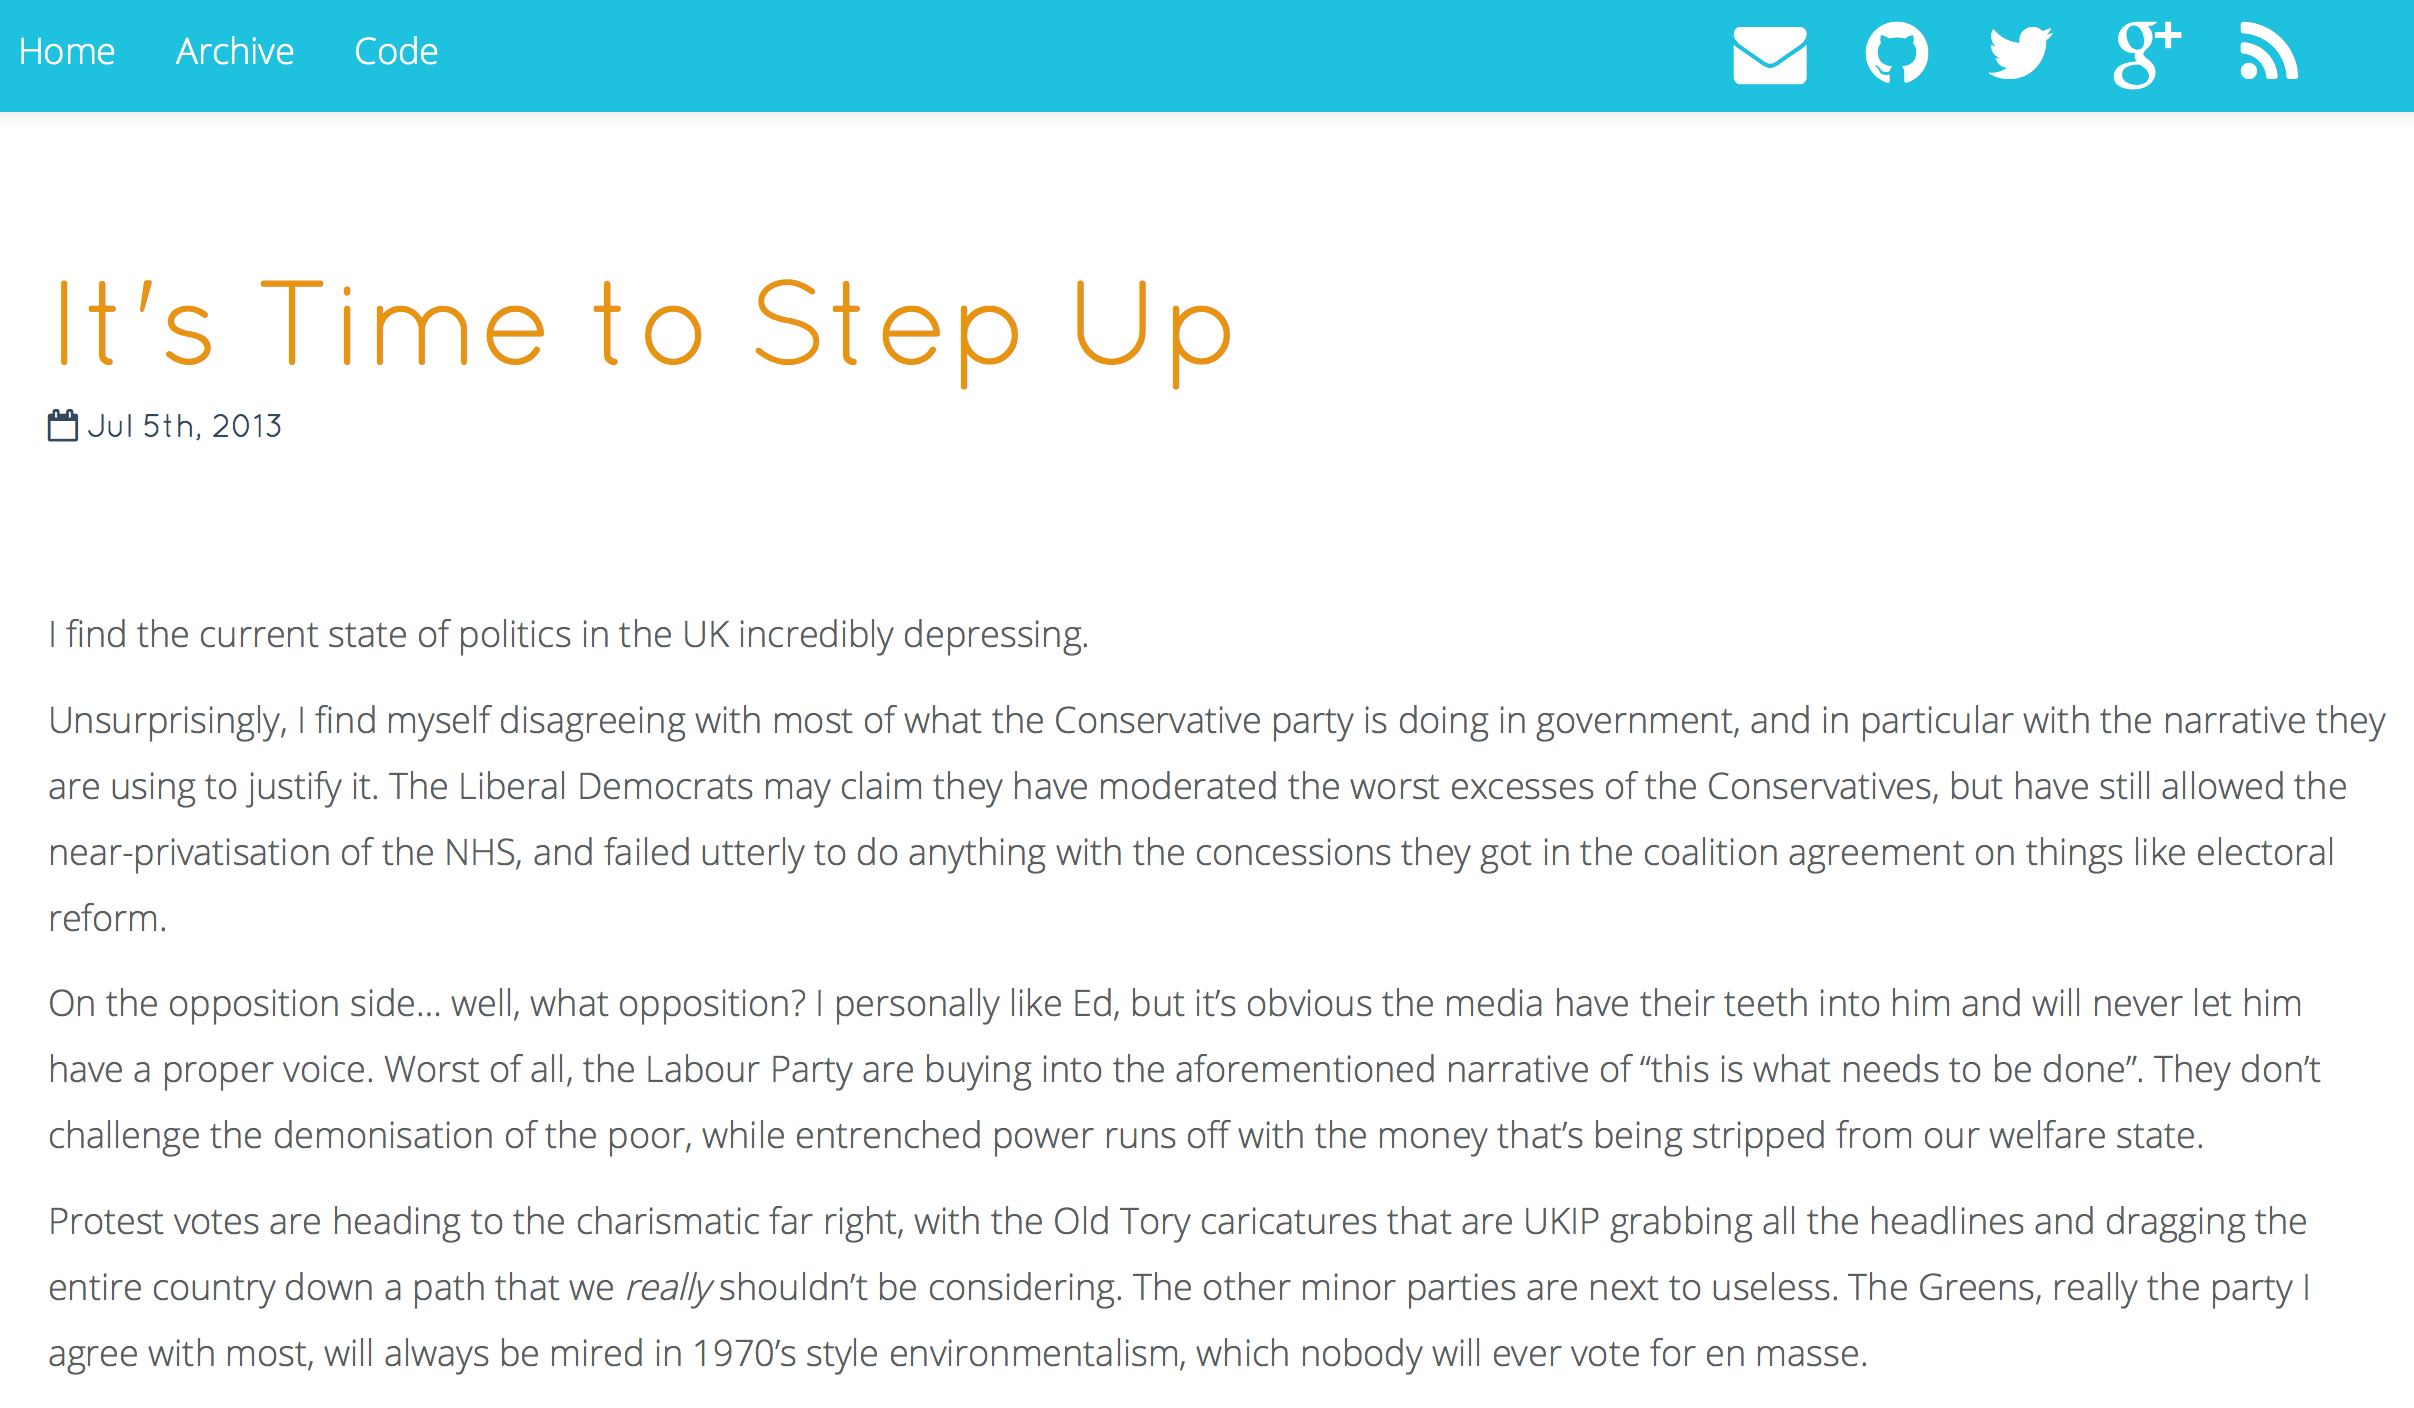 Home Archive Code
It's Time to Step Up
Jul 5th, 2013
I find the current state of politics in the UK incredibly depressing.
Unsurprisingly, I find myself disagreeing with most of what the Conservative party is doing in government, and in particular with the narrative they
are using to justify it. The Liberal Democrats may claim they have moderated the worst excesses of the Conservatives, but have still allowed the
near-privatisation of the NHS, and failed utterly to do anything with the concessions they got in the coalition agreement on things like electoral
reform.
On the opposition side… well, what opposition? I personally like Ed, but it’s obvious the media have their teeth into him and will never let him
have a proper voice. Worst of all, the Labour Party are buying into the aforementioned narrative of “this is what needs to be done”. They don’t
challenge the demonisation of the poor, while entrenched power runs off with the money that’s being stripped from our welfare state.
Protest votes are heading to the charismatic far right, with the Old Tory caricatures that are UKIP grabbing all the headlines and dragging the
entire country down a path that we really shouldn’t be considering. The other minor parties are next to useless. The Greens, really the party I
agree with most, will always be mired in 1970’s style environmentalism, which nobody will ever vote for en masse.